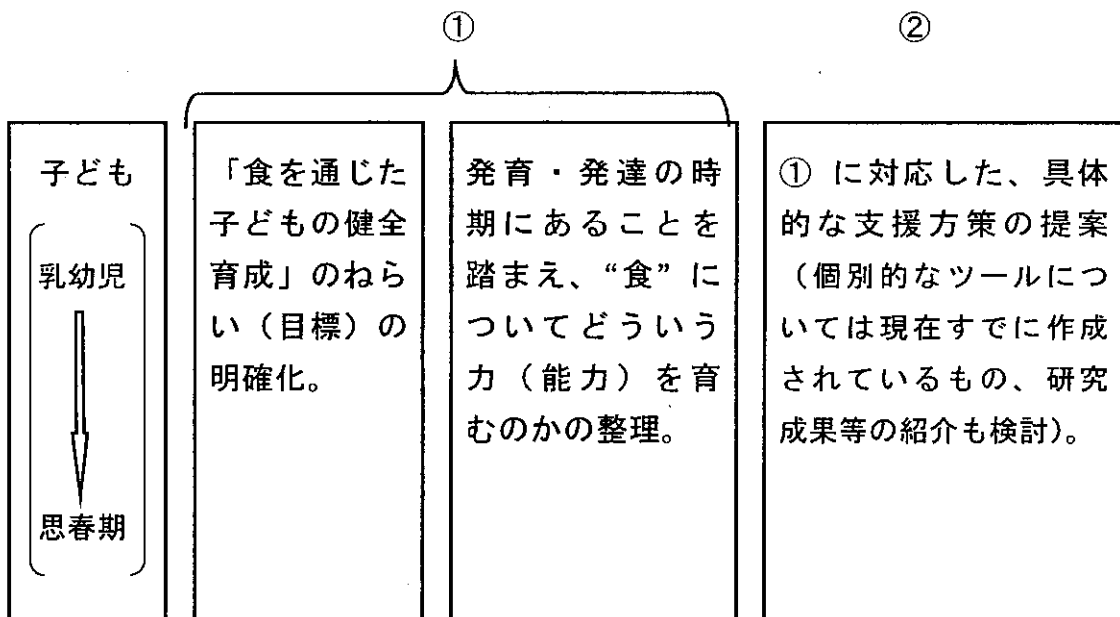 ①
②
子ども
乳幼児
思春期
「食を通じた
子どもの健全
育成」のねら
い（目標）の
明確化。
発育・発達の時
期にあることを
踏まえ、“食”に
ついてどういう
力（能力）を育
むのかの整理。
① に対応した、具体
的な支援方策の提案
（個別的なツールにつ
いては現在すでに作成
されているもの、研究
成果等の紹介も検討）。